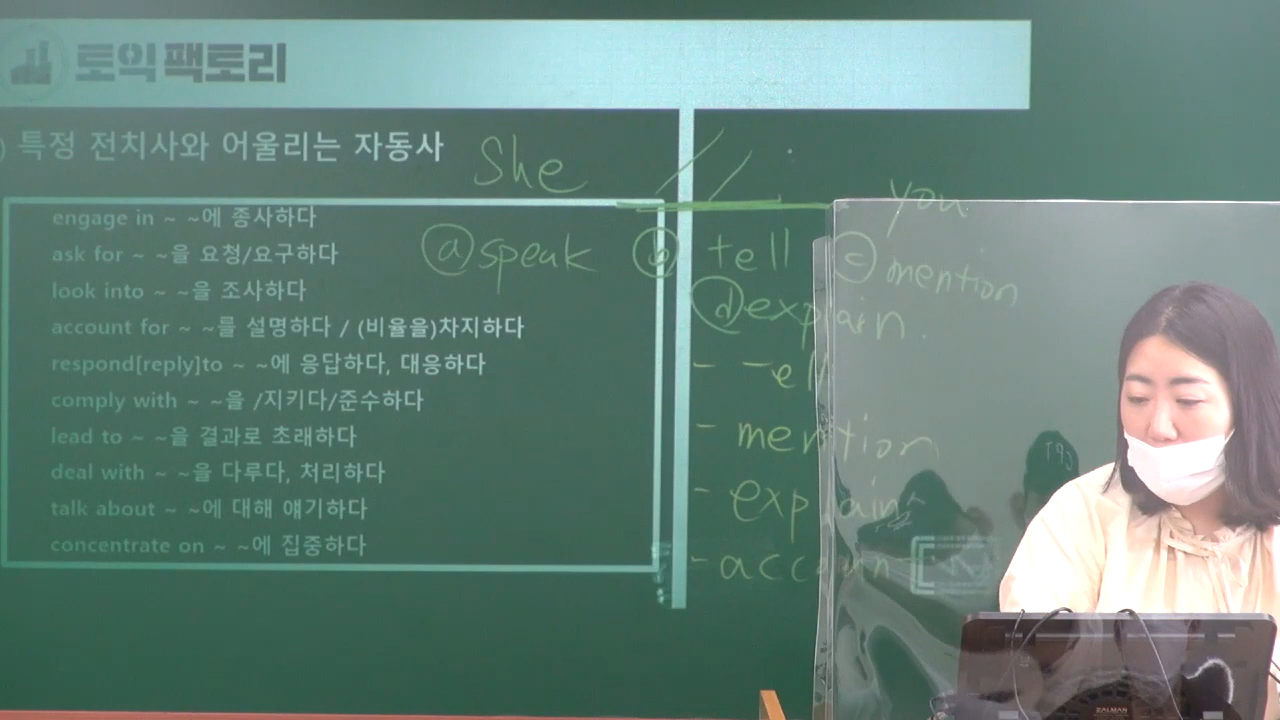 토익팩토리
) 특정 전치사와 어울리는 자동사
engage in ~ ~에 종사하다
ask for ~ ~을 요청/요구하다
look into ~ ~을 조사하다
account for ~ ~를 설명하다 / (비율을)차지하다
respond[reply]to ~ ~에 응답하다, 대응하다
comply with ~ ~을 /지키다/준수하다
lead to ~ ~을 결과로 초래하다
deal with ~ ~을 다루다, 처리하다
talk about ~ ~에 대해 얘기하다
concentrate on ~ ~에 집중하다
She you
ⓐ speak ⓑ tell ⓒ mention
ⓓ explain
- mention
- explain
ZALMAN